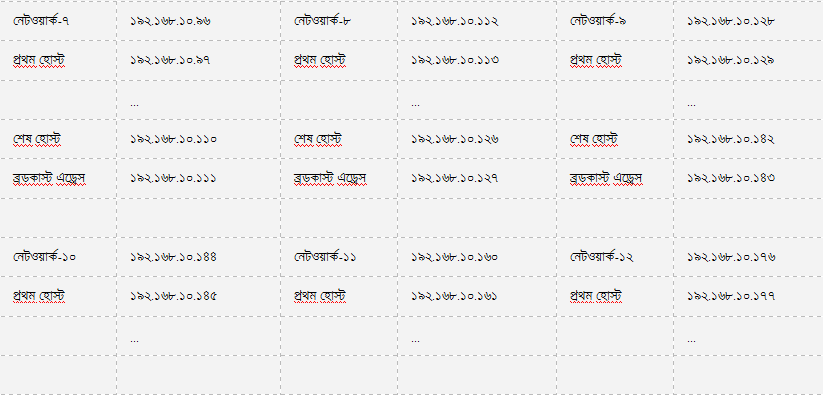 নেটওয়ার্ক-৭ ১৯২.১৬৮.১০.৯৬ নেটওয়ার্ক-৮ ১৯২.১৬৮.১০.১১২ নেটওয়ার্ক-৯ ১৯২.১৬৮.১০.১২৮
প্রথম হোস্ট ১৯২.১৬৮.১০.৯৭ প্রথম হোস্ট ১৯২.১৬৮.১০.১১৩ প্রথম হোস্ট ১৯২.১৬৮.১০.১২৯
... ... ...
শেষ হোস্ট ১৯২.১৬৮.১০.১১০ শেষ হোস্ট ১৯২.১৬৮.১০.১২৬ শেষ হোস্ট ১৯২.১৬৮.১০.১৪২
ব্রডকাস্ট এড্রেস ১৯২.১৬৮.১০.১১১ ব্রডকাস্ট এড্রেস ১৯২.১৬৮.১০.১২৭ ব্রডকাস্ট এড্রেস ১৯২.১৬৮.১০.১৪৩
নেটওয়ার্ক-১০ ১৯২.১৬৮.১০.১৪৪ নেটওয়ার্ক-১১ ১৯২.১৬৮.১০.১৬০ নেটওয়ার্ক-১২ ১৯২.১৬৮.১০.১৭৬
প্রথম হোস্ট ১৯২.১৬৮.১০.১৪৫ প্রথম হোস্ট ১৯২.১৬৮.১০.১৬১ প্রথম হোস্ট ১৯২.১৬৮.১০.১৭৭
... ... ...